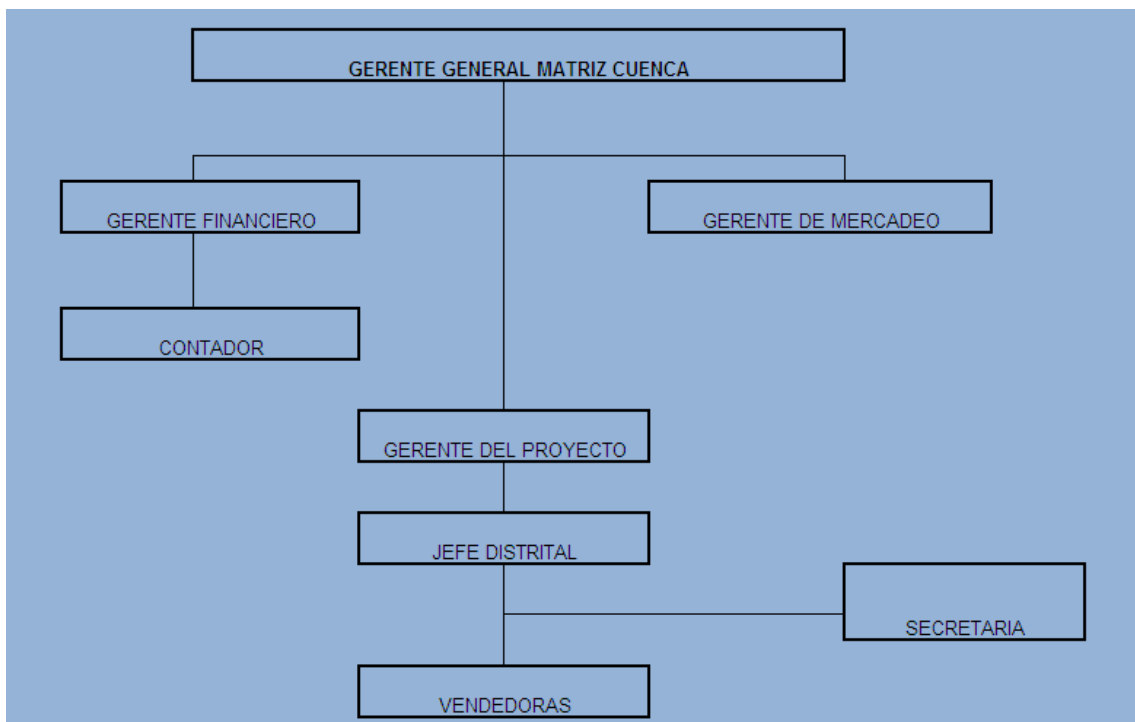 GERENTE GENERAL MATRIZ CUENCA
GERENTE FINANCIERO
GERENTE DE MERCADEO
CONTADOR
GERENTE DEL PROYECTO
JEFE DISTRITAL
SECRETARIA
VENDEDORAS